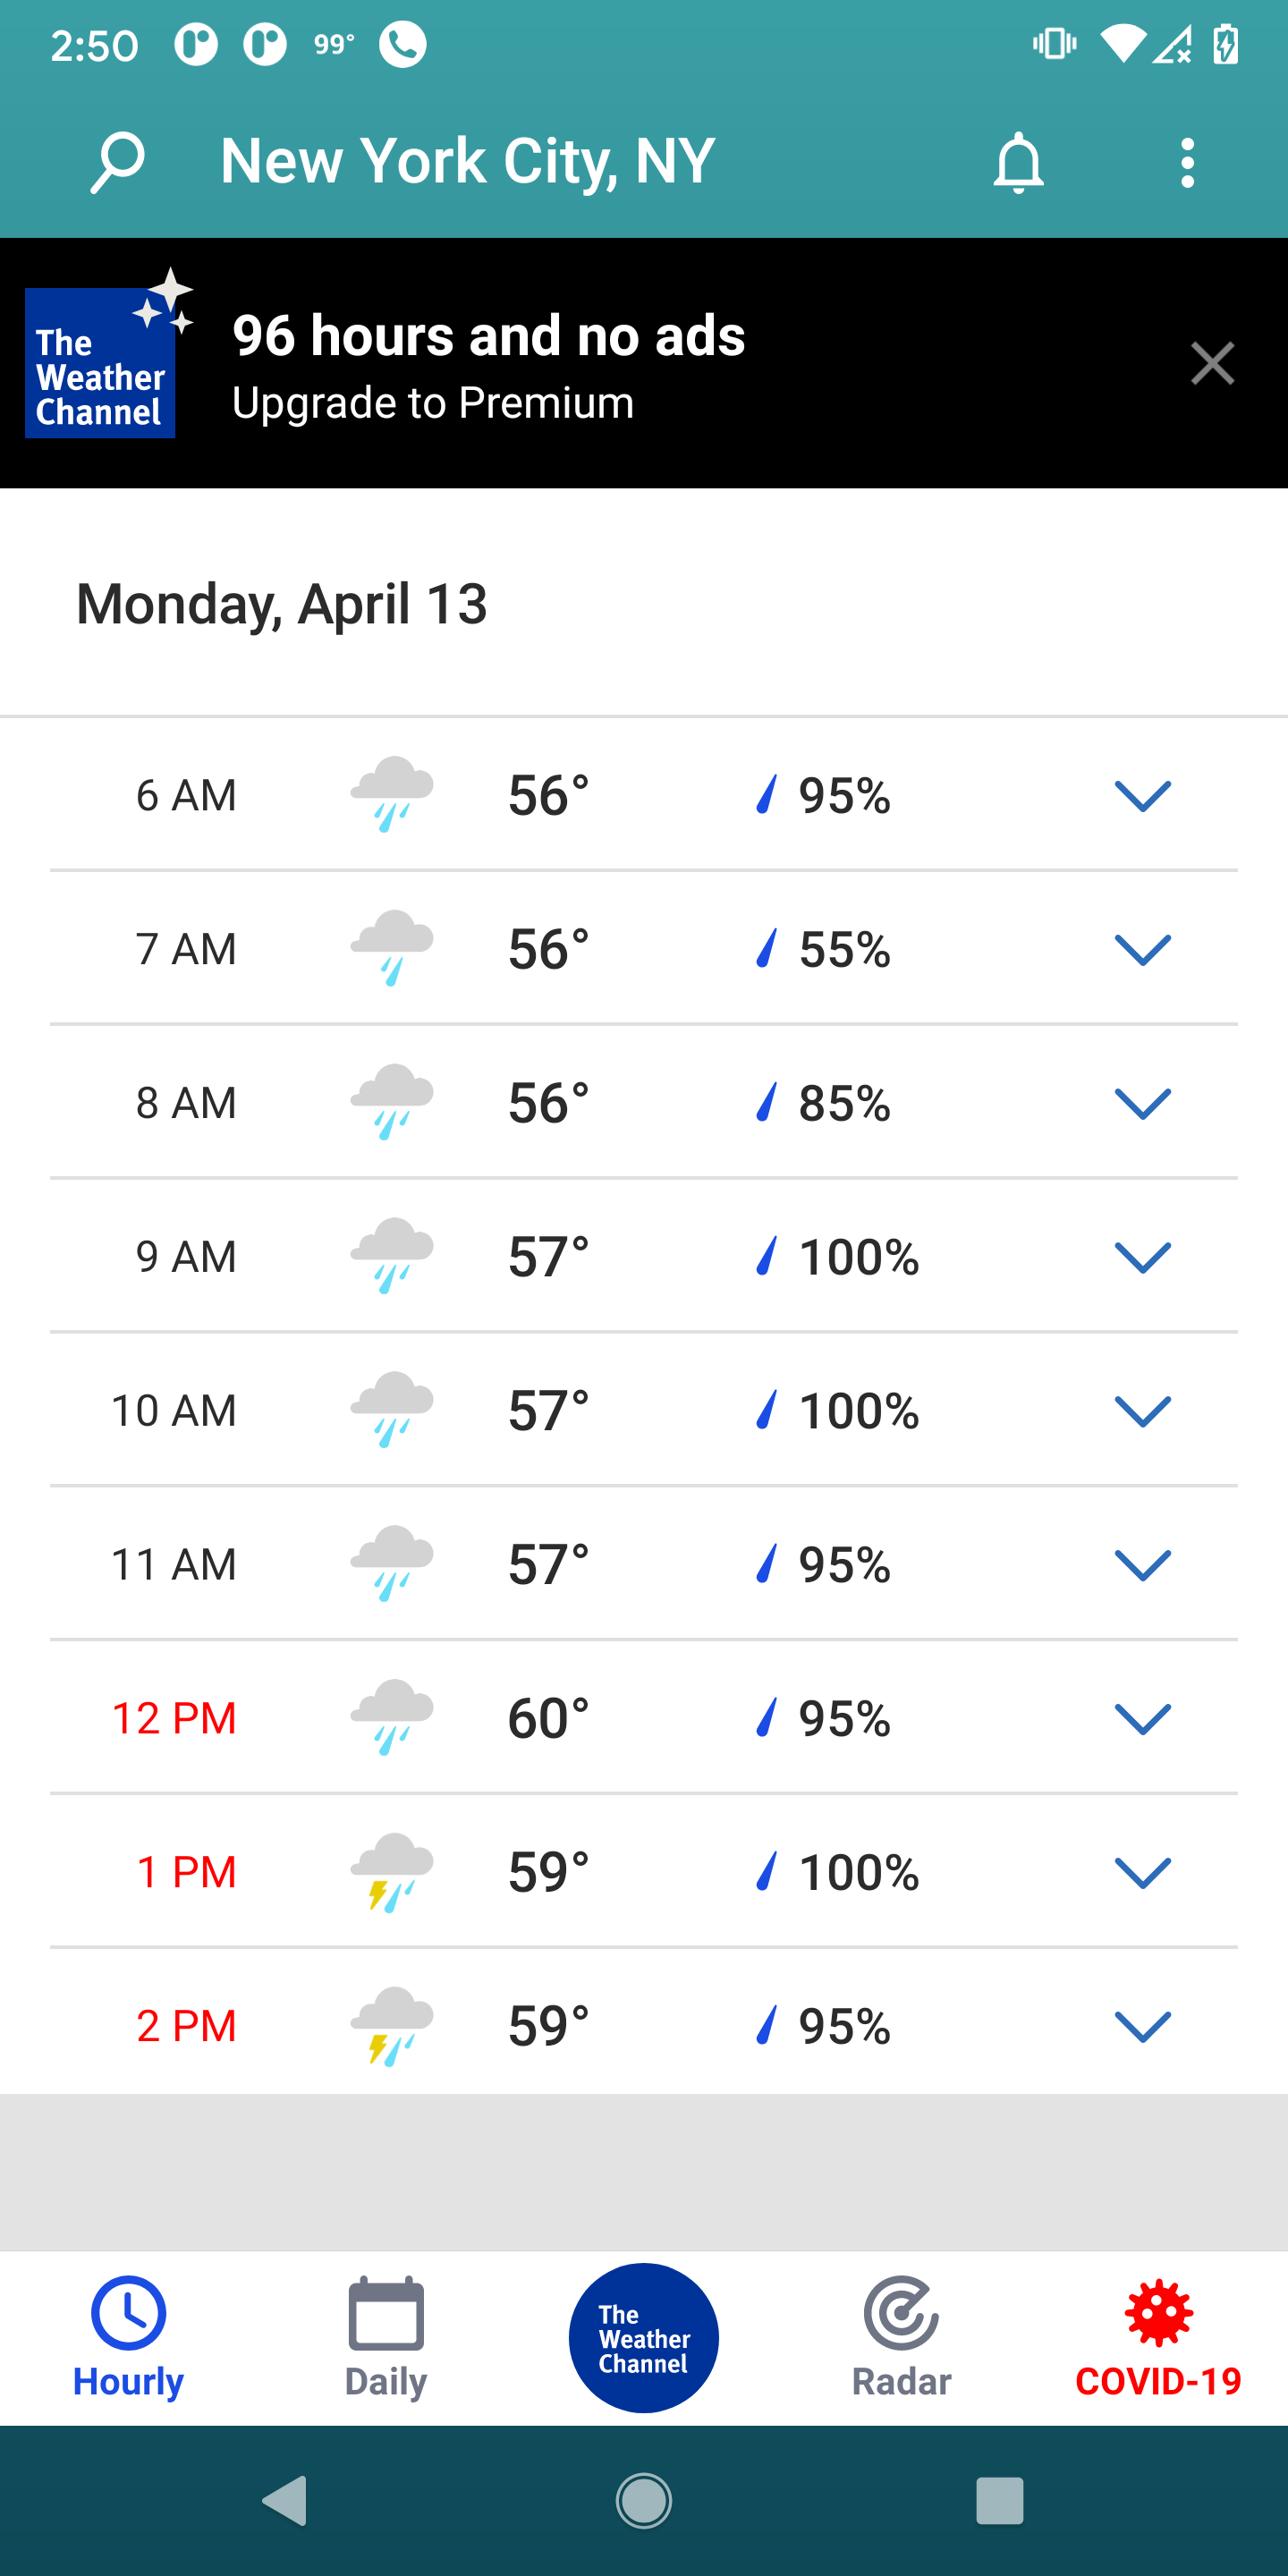 2:50 99°
New York City, NY
The
Weather
Channel
96 hours and no ads
Upgrade to Premium
Monday, April 13
6 AM 56° 95%
7 AM 56° 55%
8 AM 56° 85%
9 AM 57° 100%
10 AM 57° 100%
11 AM 57° 95%
12 PM 60° 95%
1 PM 59° 100%
2 PM 59° 95%
The
Weather
Channel
Hourly Daily Radar COVID-19